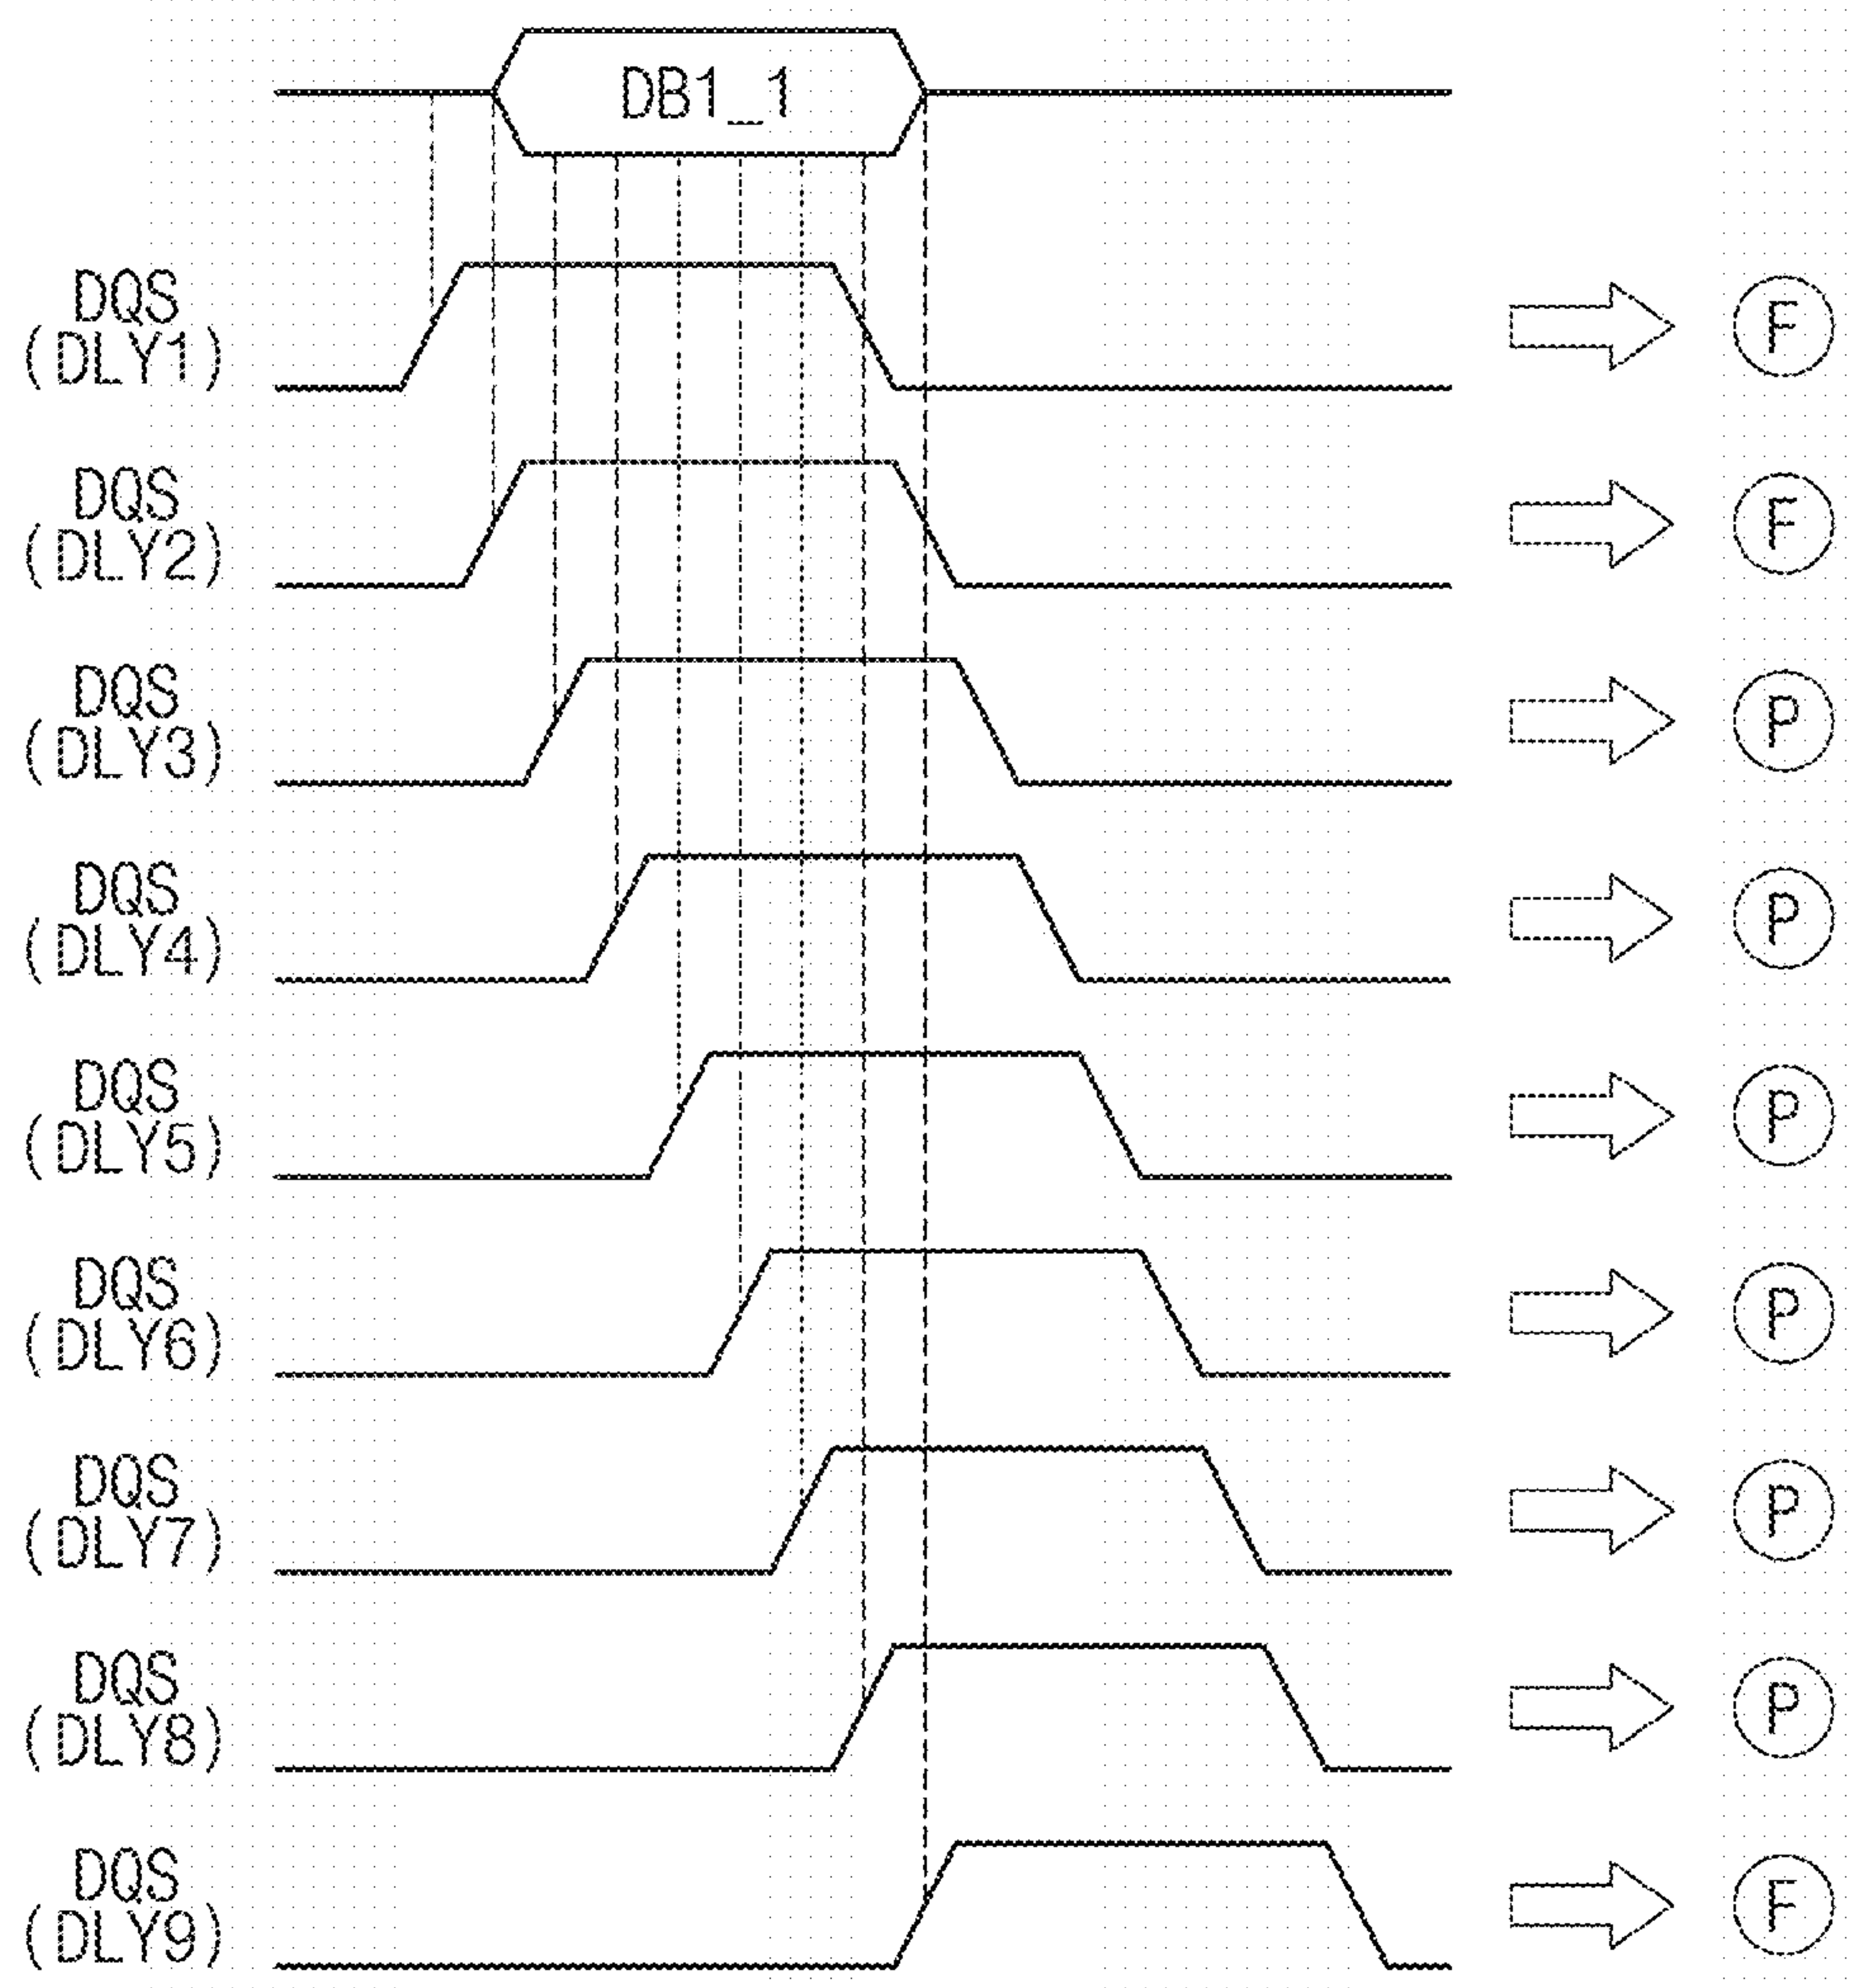 DB1_1
DQS
(DLY1)
F
DQS
(DLY2)
F
DQS
(DLY3)
P
DQS
(DLY4)
P
DQS
(DLY5)
P
DQS
(DLY6)
P
DQS
(DLY7)
P
DQS
(DLY8)
P
DQS
(DLY9)
F